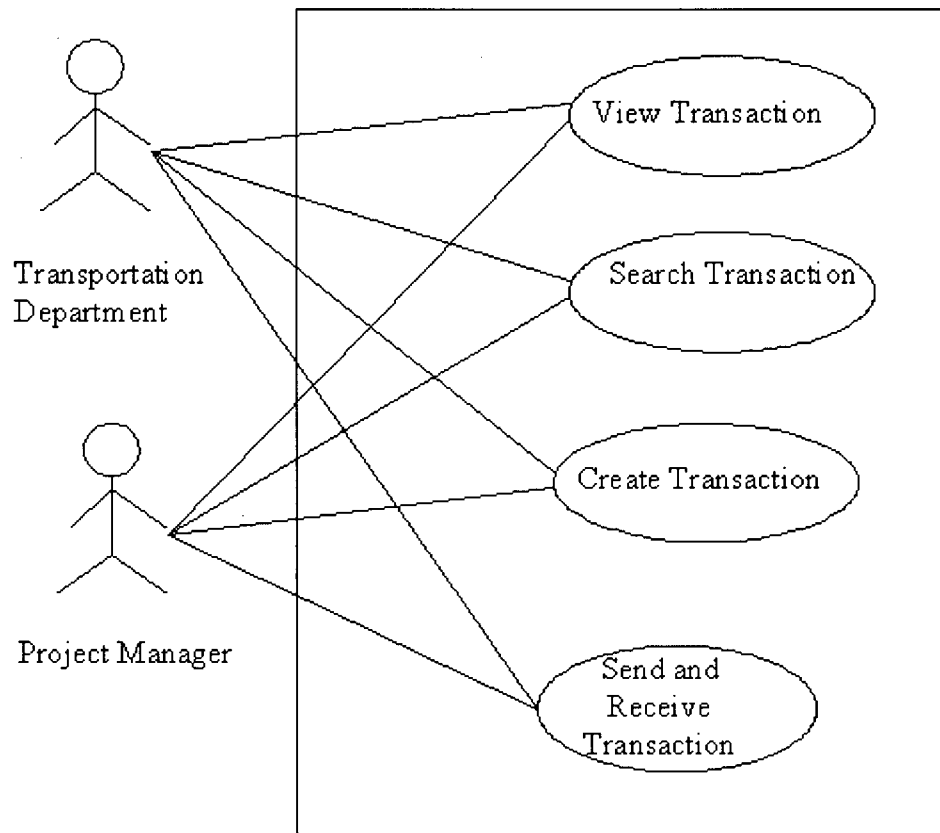 View Transaction
Search Transaction
Transportation
Department
Create Transaction
Project Manager
Send and
Receive
Transaction